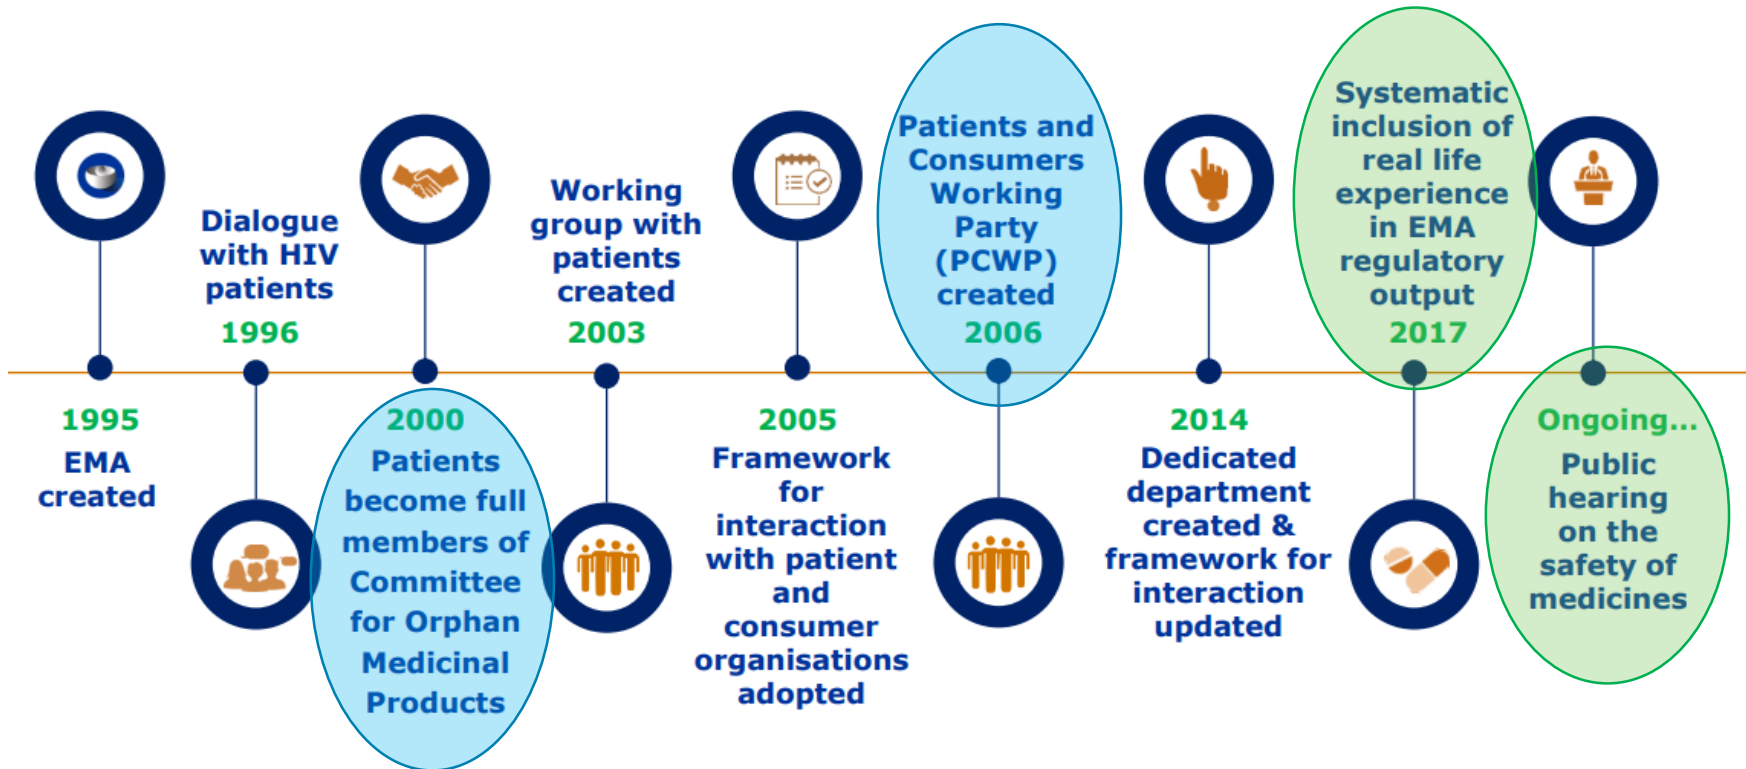 1995
EMA
created
Dialogue
with HIV
patients
1996
2000
Patients
become full
members of
Committee
for Orphan
Medicinal
Products
Working
group with
patients
created
2003
2005
Framework
for
interaction
with patient
and
consumer
organisations
adopted
Patients and
Consumers
Working
Party
(PCWP)
created
2006
2014
Dedicated
department
created &
framework for
interaction
updated
Systematic
inclusion of
real life
experience
in EMA
regulatory
output
2017
Ongoing...
Public
hearing
on the
safety of
medicines